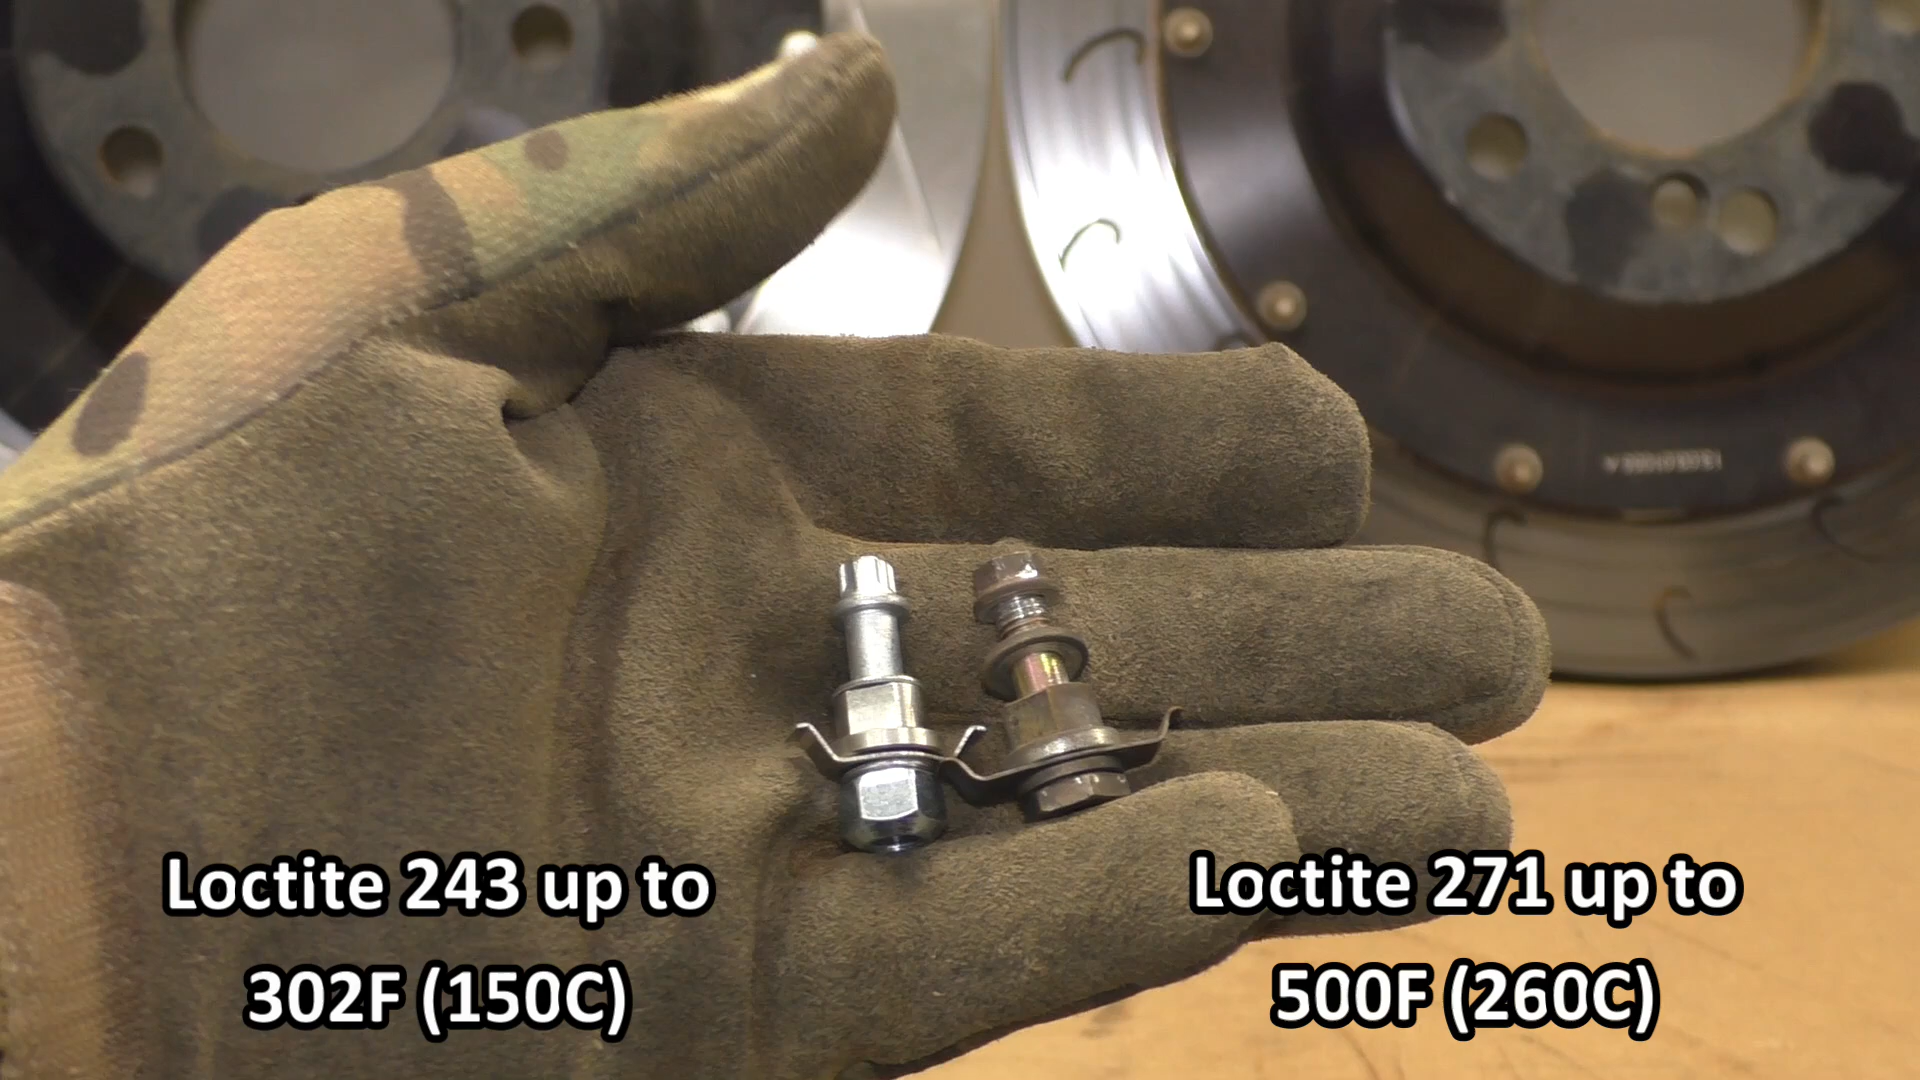 Loctite 243 up to
302F (150C)
Loctite 271 up to
500F (260C)